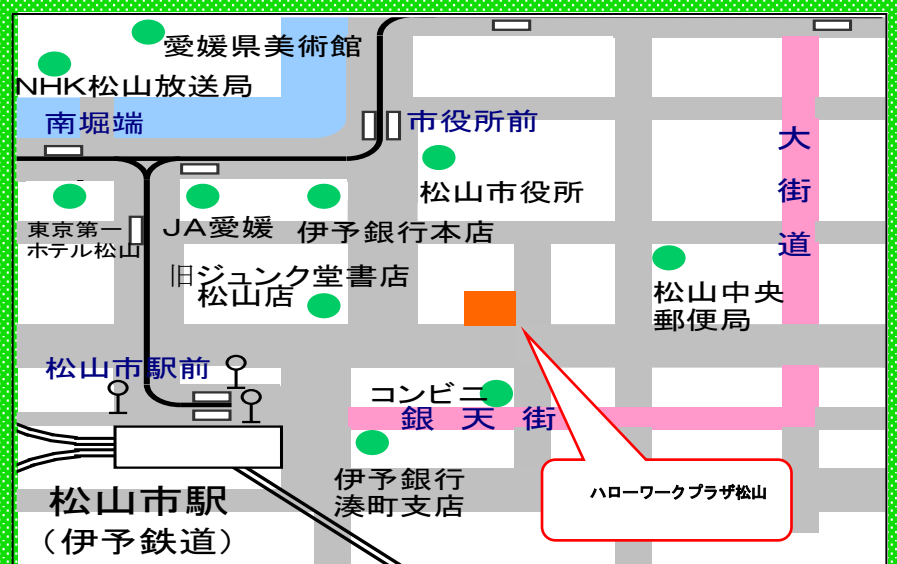 愛媛県美術館
NHK松山放送局
南堀端
市役所前
大街道
松山市役所
東京第一
ホテル松山
JA愛媛
伊予銀行本店
旧ジュンク堂書店
松山店
松山中央
郵便局
松山市駅前
コンビニ
銀天街
伊予銀行
湊町支店
ハローワークプラザ松山
松山市駅
（伊予鉄道）